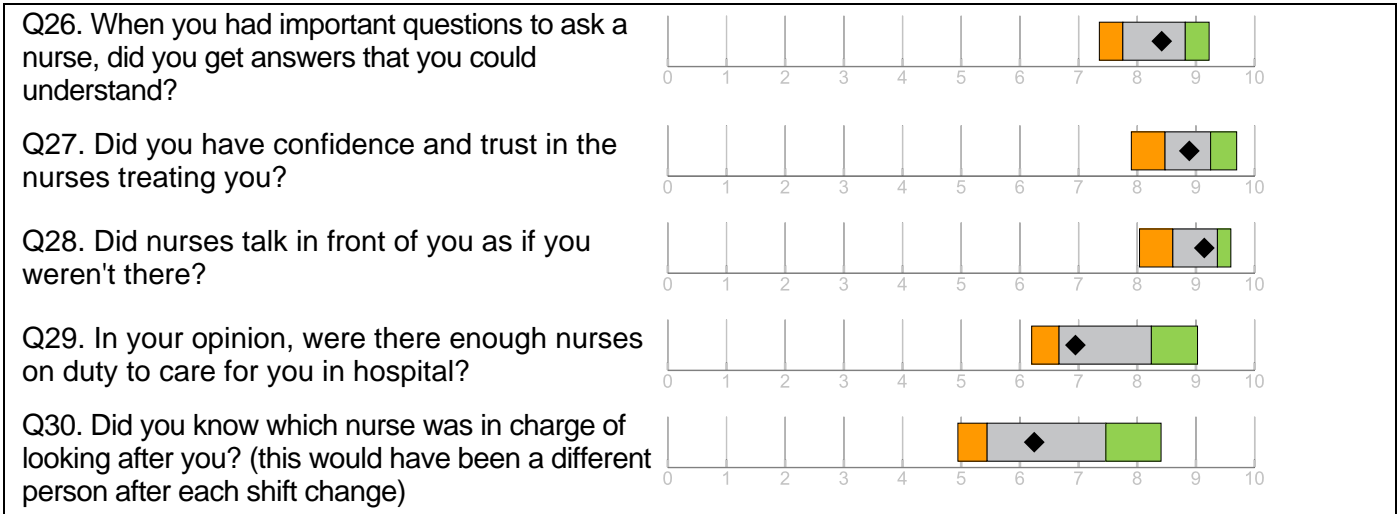 Q26. When you had important questions to ask a
nurse, did you get answers that you could
understand?
0 1 2 3 4 5 6 7 8 9 10
Q27. Did you have confidence and trust in the
nurses treating you?
0 1 2 3 4 5 6 7 8 9 10
Q28. Did nurses talk in front of you as if you
weren't there?
0 1 2 3 4 5 6 7 8 9 10
Q29. In your opinion, were there enough nurses
on duty to care for you in hospital?
0 1 2 3 4 5 6 7 8 9 10
Q30. Did you know which nurse was in charge of
looking after you? (this would have been a different
person after each shift change)
0 1 2 3 4 5 6 7 8 9 10